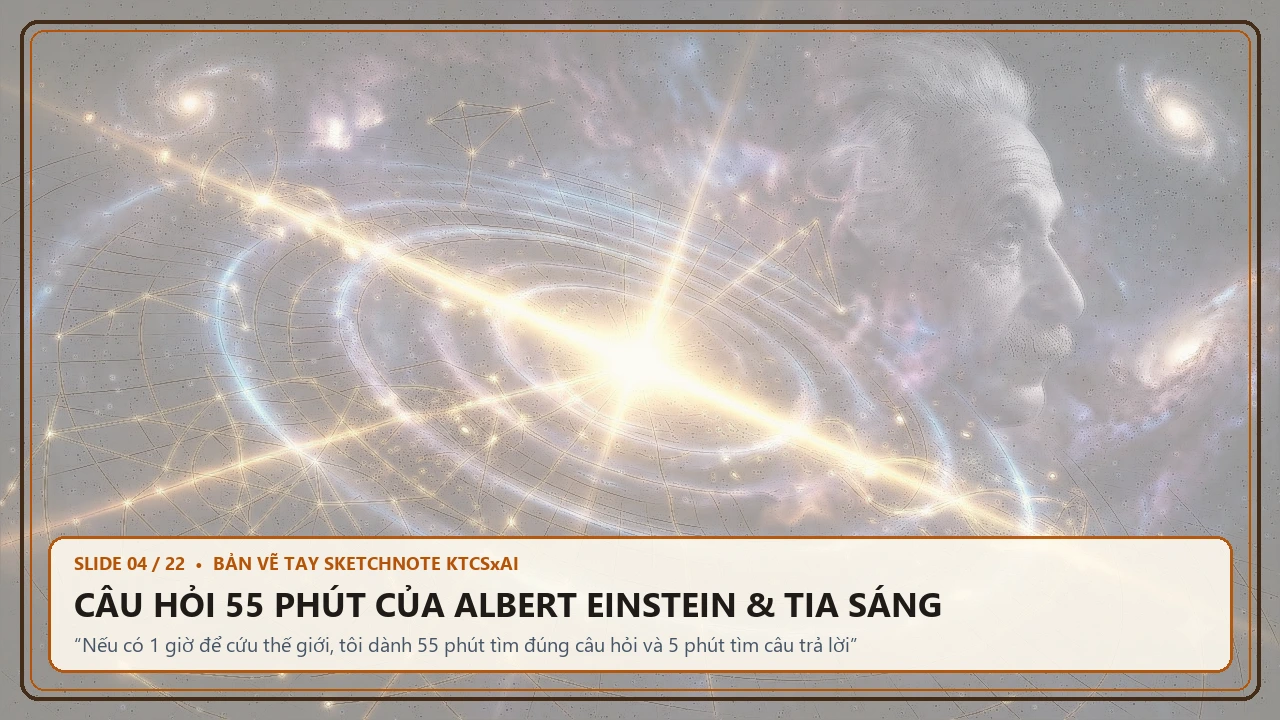 SLIDE 04 / 22 • BẢN VẼ TAY SKETCHNOTE KTCSxAI
CÂU HỎI 55 PHÚT CỦA ALBERT EINSTEIN & TIA SÁNG
“Nếu có 1 giờ để cứu thế giới, tôi dành 55 phút tìm đúng câu hỏi và 5 phút tìm câu trả lời”